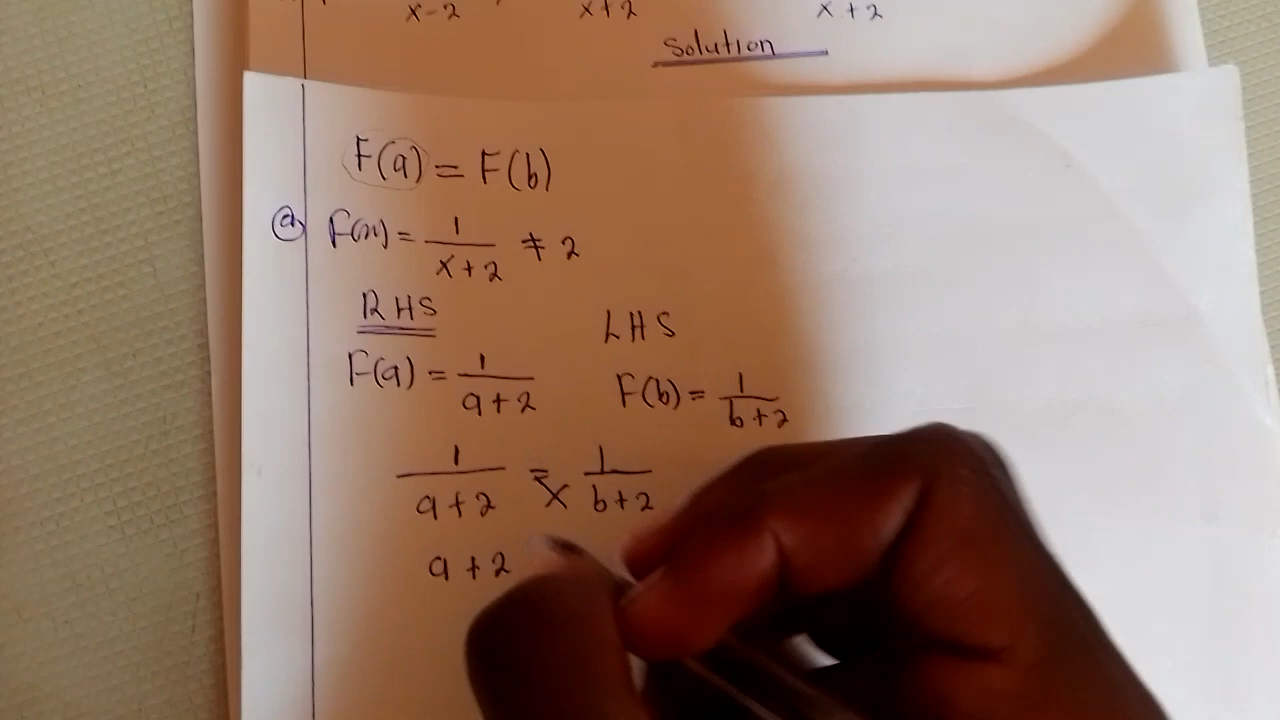 x-2 x+2 x+2
Solution
F(a) = F(b)
a F(x) = 1/x+2 ≠ 2
RHS LHS
F(a) = 1/a+2 F(b) = 1/b+2
1/a+2 = 1/b+2
a+2